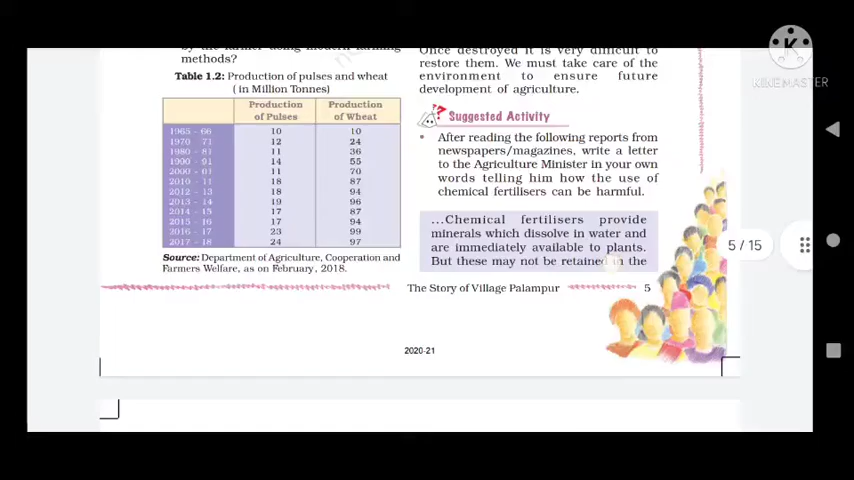 by the farmer using modern farming
methods?
Table 1.2: Production of pulses and wheat
( in Million Tonnes)
Production of Pulses Production of Wheat
1965 - 66 10 10
1970 - 71 12 24
1980 - 81 11 36
1990 - 91 14 55
2000 - 01 11 70
2010 - 11 18 87
2012 - 13 18 94
2013 - 14 19 96
2014 - 15 17 87
2015 - 16 17 94
2016 - 17 23 99
2017 - 18 24 97
Source: Department of Agriculture, Cooperation and
Farmers Welfare, as on February, 2018.
Once destroyed it is very difficult to
restore them. We must take care of the
environment to ensure future
development of agriculture.
Suggested Activity
• After reading the following reports from
newspapers/magazines, write a letter
to the Agriculture Minister in your own
words telling him how the use of
chemical fertilisers can be harmful.
...Chemical fertilisers provide
minerals which dissolve in water and
are immediately available to plants.
But these may not be retained in the
The Story of Village Palampur 5
2020-21
5 / 15
KINEMASTER